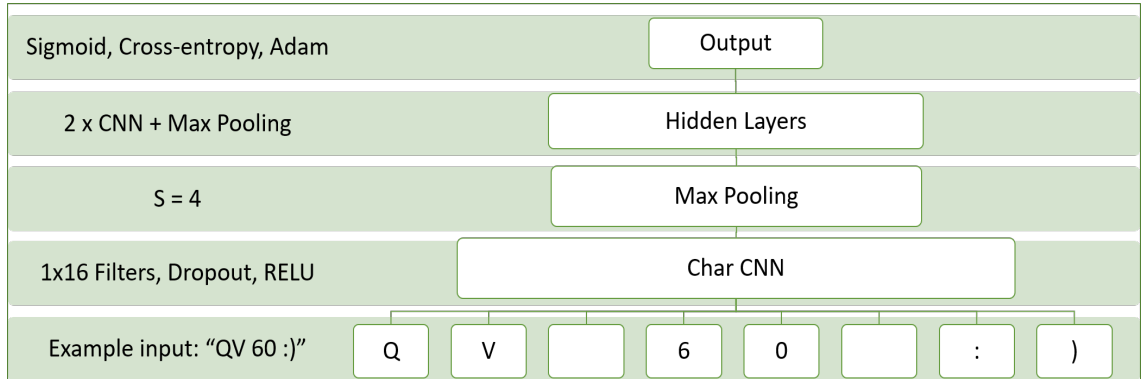 Sigmoid, Cross-entropy, Adam
Output
2 x CNN + Max Pooling
Hidden Layers
S = 4
Max Pooling
1x16 Filters, Dropout, RELU
Char CNN
Example input: “QV 60 :)”
Q V 6 0 : )